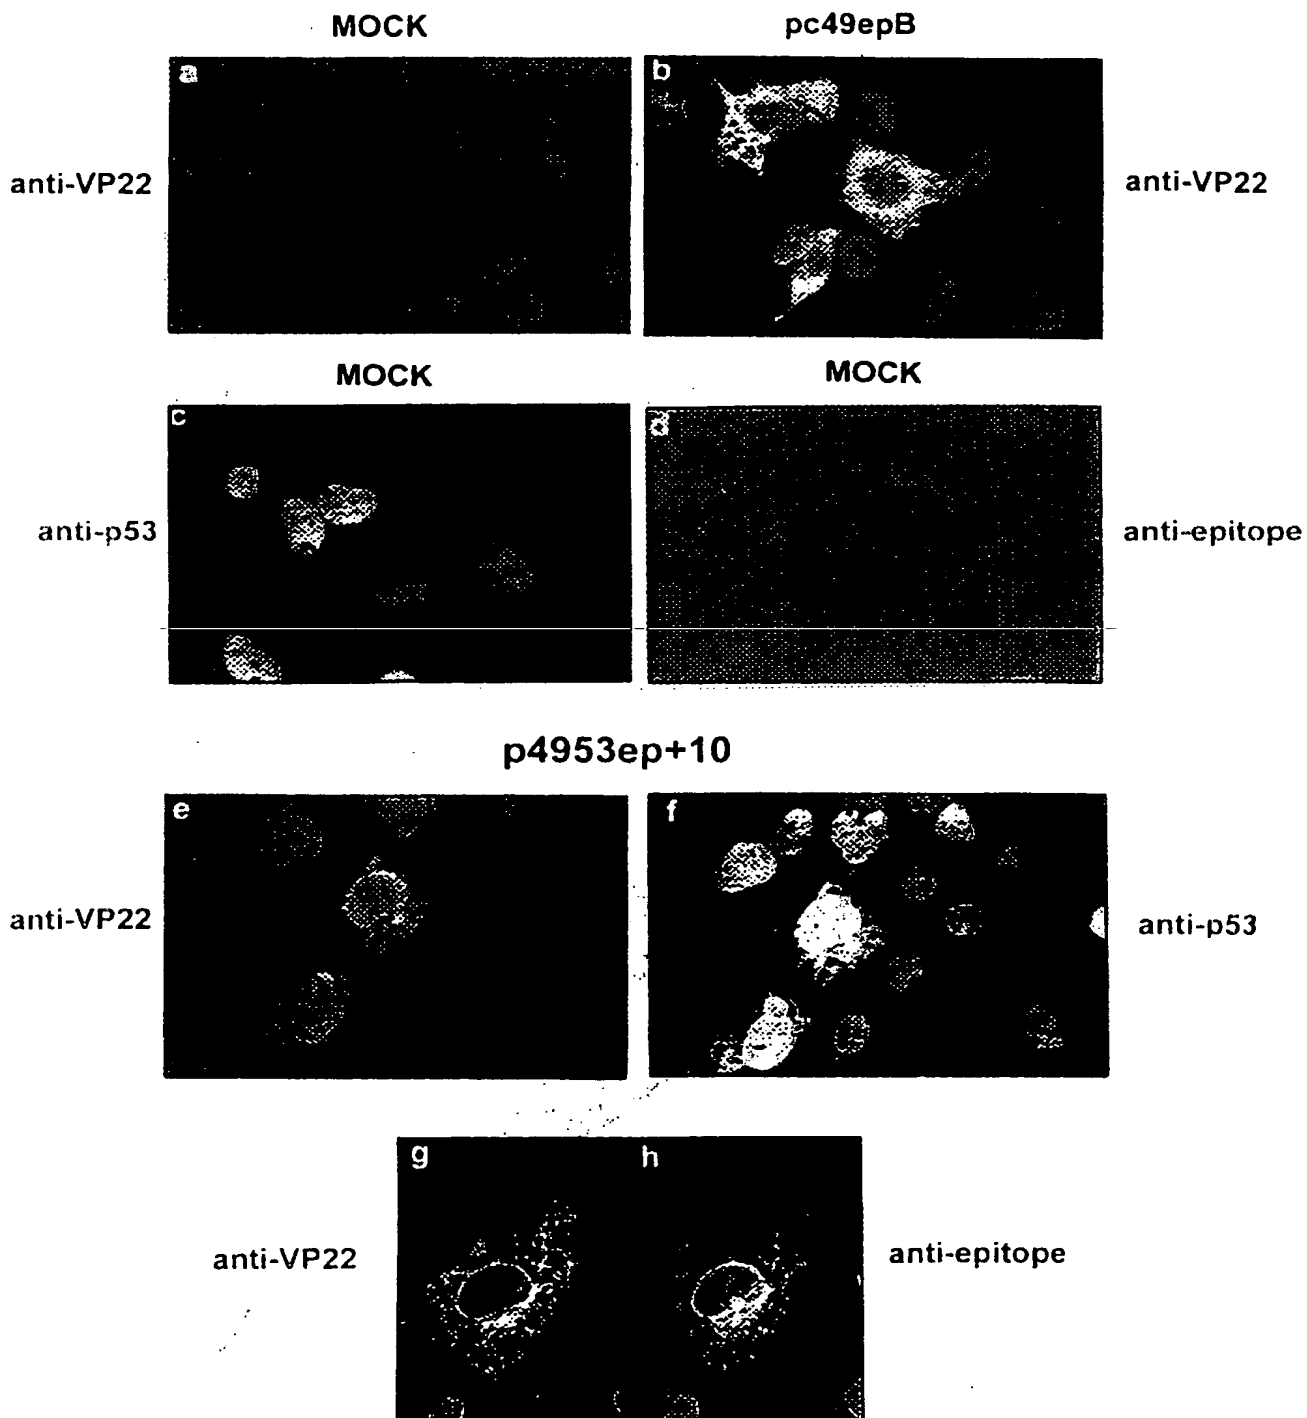 MOCK pc49epB
a b
anti-VP22 anti-VP22
MOCK MOCK
c d
anti-p53 anti-epitope
p4953ep+10
e f
anti-VP22 anti-p53
g h
anti-VP22 anti-epitope